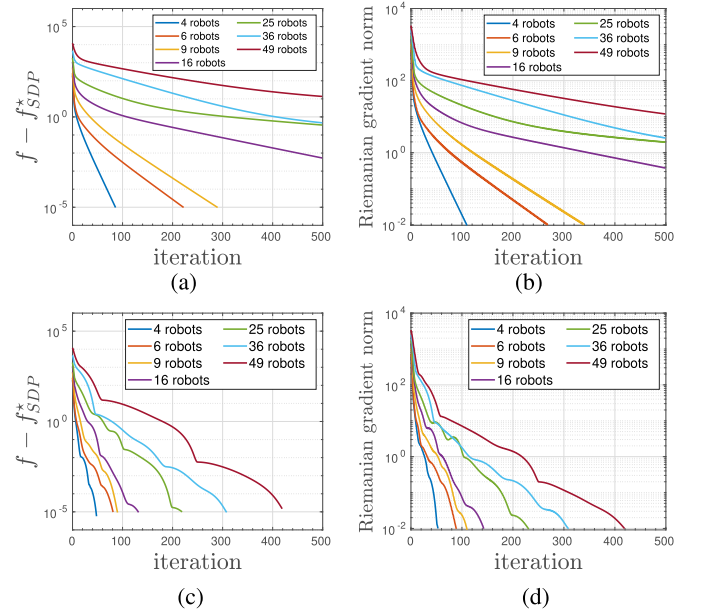 4 robots 25 robots
6 robots 36 robots
9 robots 49 robots
16 robots
10^5
10^0
10^-5
f − f*_SDP
0 100 200 300 400 500
iteration
(a)
4 robots 25 robots
6 robots 36 robots
9 robots 49 robots
16 robots
10^4
10^2
10^0
10^-2
Riemanian gradient norm
0 100 200 300 400 500
iteration
(b)
4 robots 25 robots
6 robots 36 robots
9 robots 49 robots
16 robots
10^5
10^0
10^-5
f − f*_SDP
0 100 200 300 400 500
iteration
(c)
4 robots 25 robots
6 robots 36 robots
9 robots 49 robots
16 robots
10^4
10^2
10^0
10^-2
Riemanian gradient norm
0 100 200 300 400 500
iteration
(d)